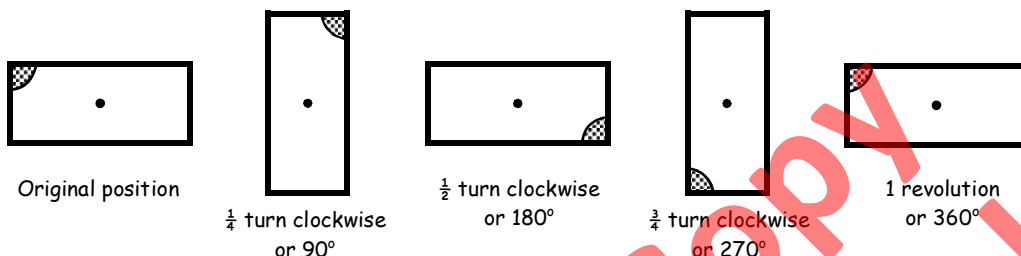 Original position
¼ turn clockwise
or 90°
½ turn clockwise
or 180°
¾ turn clockwise
or 270°
1 revolution
or 360°